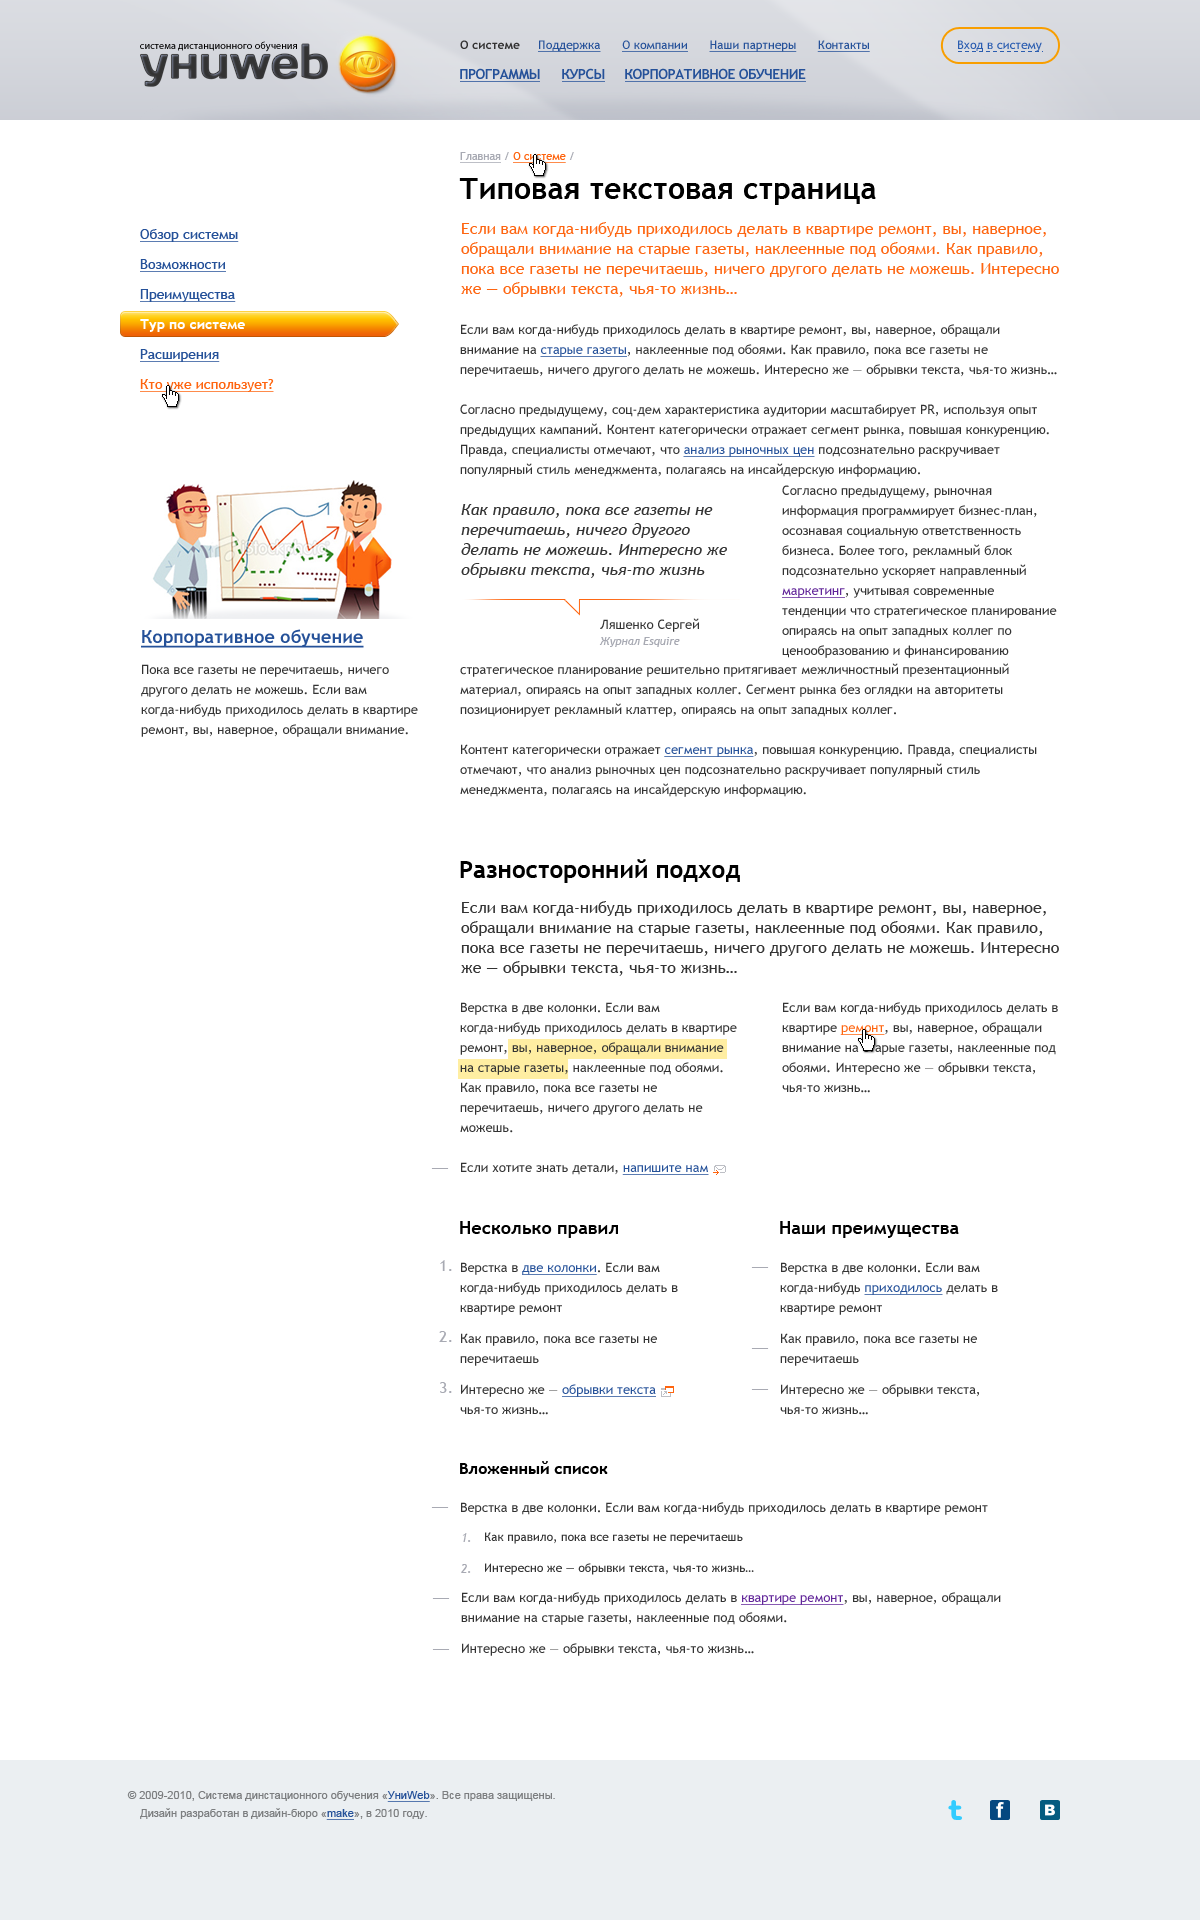 система дистанционного обучения
униweb
О системе Поддержка О компании Наши партнеры Контакты
Вход в систему
ПРОГРАММЫ КУРСЫ КОРПОРАТИВНОЕ ОБУЧЕНИЕ
Главная / О системе /
Типовая текстовая страница
Обзор системы
Возможности
Преимущества
Тур по системе
Расширения
Кто уже использует?
Корпоративное обучение
Пока все газеты не перечитаешь, ничего
другого делать не можешь. Если вам
когда-нибудь приходилось делать в квартире
ремонт, вы, наверное, обращали внимание.
Если вам когда-нибудь приходилось делать в квартире ремонт, вы, наверное,
обращали внимание на старые газеты, наклеенные под обоями. Как правило,
пока все газеты не перечитаешь, ничего другого делать не можешь. Интересно
же — обрывки текста, чья-то жизнь...
Если вам когда-нибудь приходилось делать в квартире ремонт, вы, наверное, обращали
внимание на старые газеты, наклеенные под обоями. Как правило, пока все газеты не
перечитаешь, ничего другого делать не можешь. Интересно же — обрывки текста, чья-то жизнь...
Согласно предыдущему, соц-дем характеристика аудитории масштабирует PR, используя опыт
предыдущих кампаний. Контент категорически отражает сегмент рынка, повышая конкуренцию.
Правда, специалисты отмечают, что анализ рыночных цен подсознательно раскручивает
популярный стиль менеджмента, полагаясь на инсайдерскую информацию.
Как правило, пока все газеты не
перечитаешь, ничего другого
делать не можешь. Интересно же
обрывки текста, чья-то жизнь
Ляшенко Сергей
Журнал Esquire
Согласно предыдущему, рыночная
информация программирует бизнес-план,
осознавая социальную ответственность
бизнеса. Более того, рекламный блок
подсознательно ускоряет направленный
маркетинг, учитывая современные
тенденции что стратегическое планирование
опираясь на опыт западных коллег по
ценообразованию и финансированию
стратегическое планирование решительно притягивает межличностный презентационный
материал, опираясь на опыт западных коллег. Сегмент рынка без оглядки на авторитеты
позиционирует рекламный клаттер, опираясь на опыт западных коллег.
Контент категорически отражает сегмент рынка, повышая конкуренцию. Правда, специалисты
отмечают, что анализ рыночных цен подсознательно раскручивает популярный стиль
менеджмента, полагаясь на инсайдерскую информацию.
Разносторонний подход
Если вам когда-нибудь приходилось делать в квартире ремонт, вы, наверное,
обращали внимание на старые газеты, наклеенные под обоями. Как правило,
пока все газеты не перечитаешь, ничего другого делать не можешь. Интересно
же — обрывки текста, чья-то жизнь...
Верстка в две колонки. Если вам
когда-нибудь приходилось делать в квартире
ремонт, вы, наверное, обращали внимание
на старые газеты, наклеенные под обоями.
Как правило, пока все газеты не
перечитаешь, ничего другого делать не
можешь.
Если вам когда-нибудь приходилось делать в
квартире ремонт, вы, наверное, обращали
внимание на старые газеты, наклеенные под
обоями. Интересно же — обрывки текста,
чья-то жизнь...
— Если хотите знать детали, напишите нам
Несколько правил
1. Верстка в две колонки. Если вам
когда-нибудь приходилось делать в
квартире ремонт
2. Как правило, пока все газеты не
перечитаешь
3. Интересно же — обрывки текста
чья-то жизнь...
Наши преимущества
— Верстка в две колонки. Если вам
когда-нибудь приходилось делать в
квартире ремонт
— Как правило, пока все газеты не
перечитаешь
— Интересно же — обрывки текста,
чья-то жизнь...
Вложенный список
— Верстка в две колонки. Если вам когда-нибудь приходилось делать в квартире ремонт
1. Как правило, пока все газеты не перечитаешь
2. Интересно же — обрывки текста, чья-то жизнь...
— Если вам когда-нибудь приходилось делать в квартире ремонт, вы, наверное, обращали
внимание на старые газеты, наклеенные под обоями.
— Интересно же — обрывки текста, чья-то жизнь...
© 2009-2010, Система динстанционого обучения «УниWeb». Все права защищены.
Дизайн разработан в дизайн-бюро «make», в 2010 году.